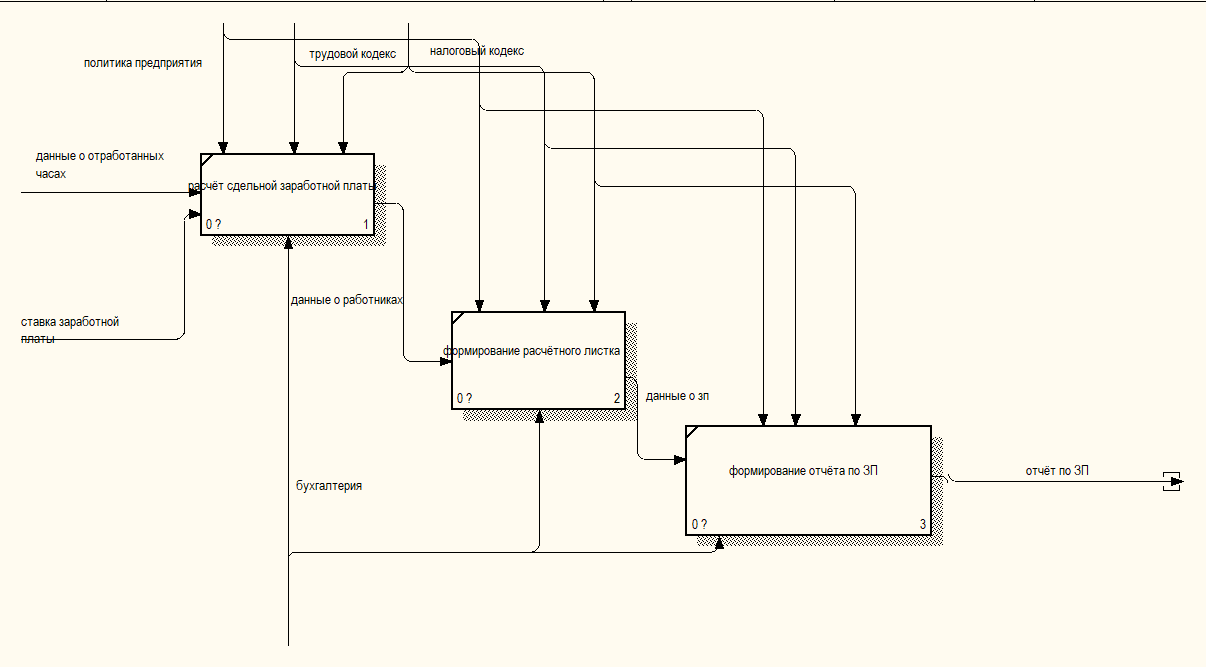 трудовой кодекс
налоговый кодекс
политика предприятия
данные о отработанных
часах
расчёт сдельной заработной платы
0 ?
1
данные о работниках
ставка заработной
платы
формирование расчётного листка
0 ?
2
данные о зп
формирование отчёта по ЗП
отчёт по ЗП
бухгалтерия
0 ?
3